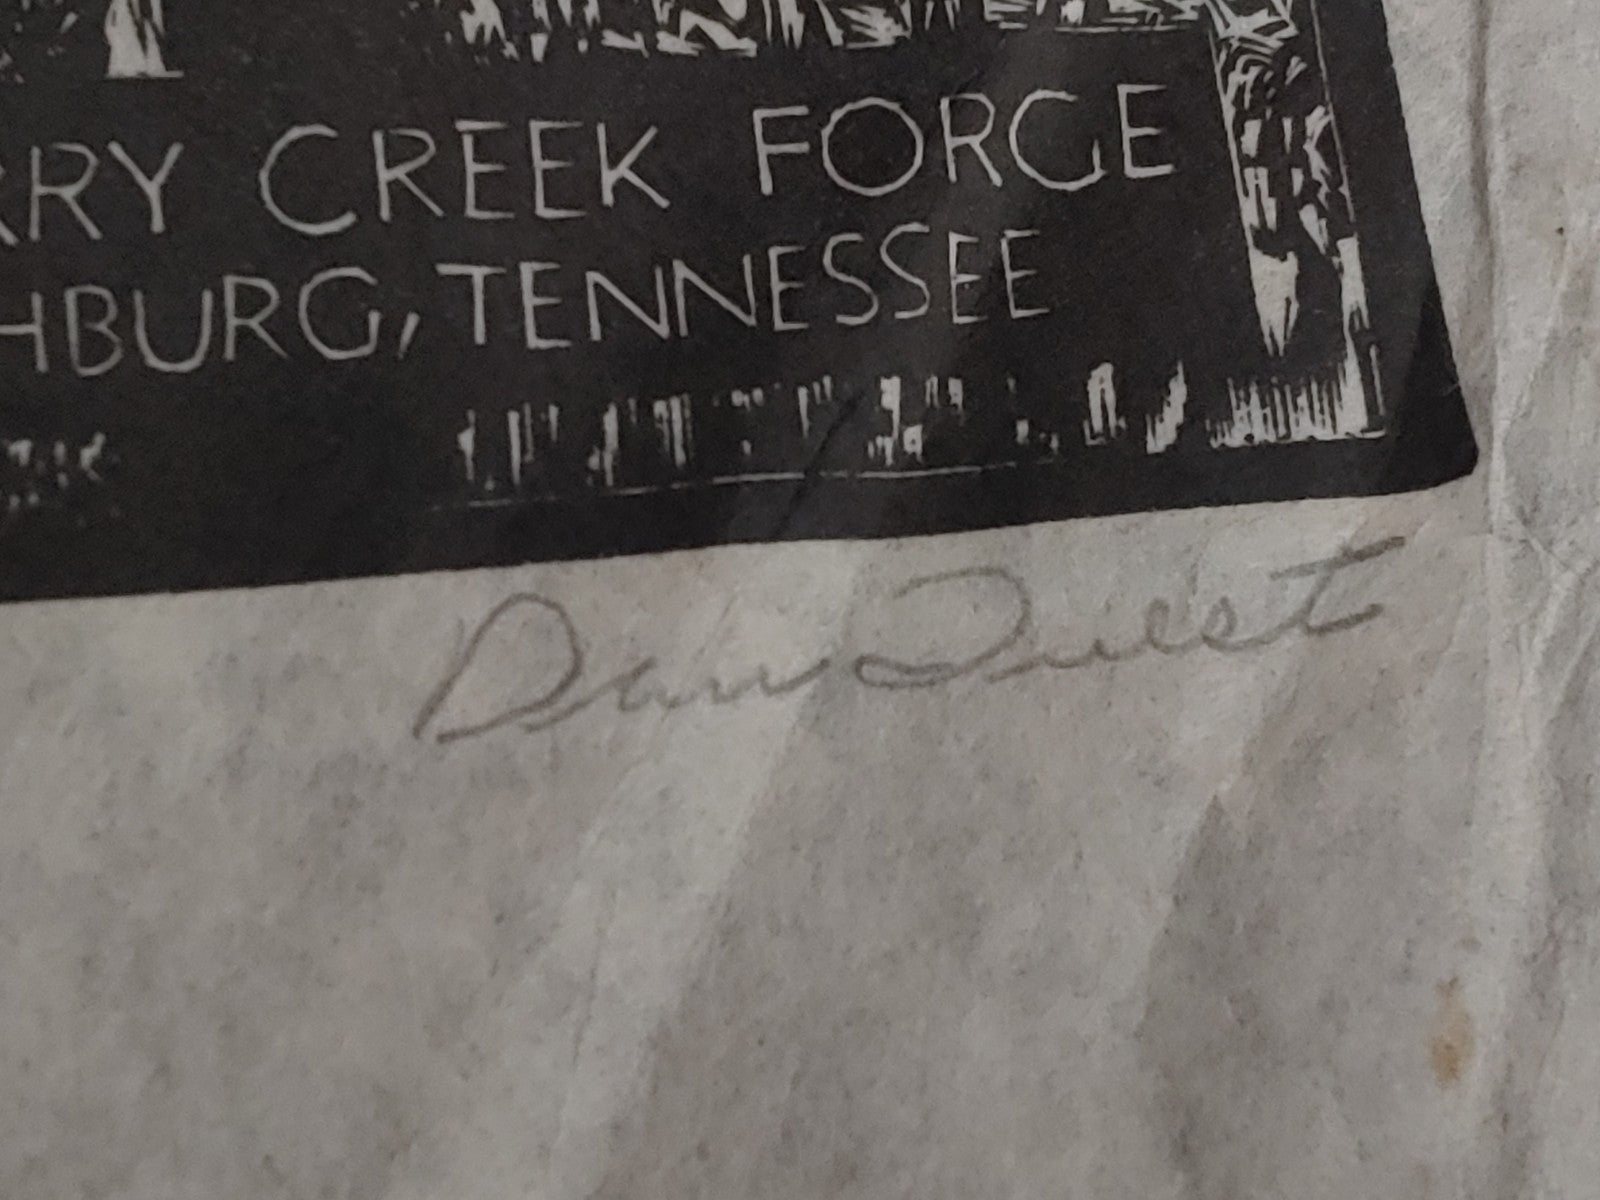 RRY CREEK FORGE
HBURG, TENNESSEE
Dan Quest